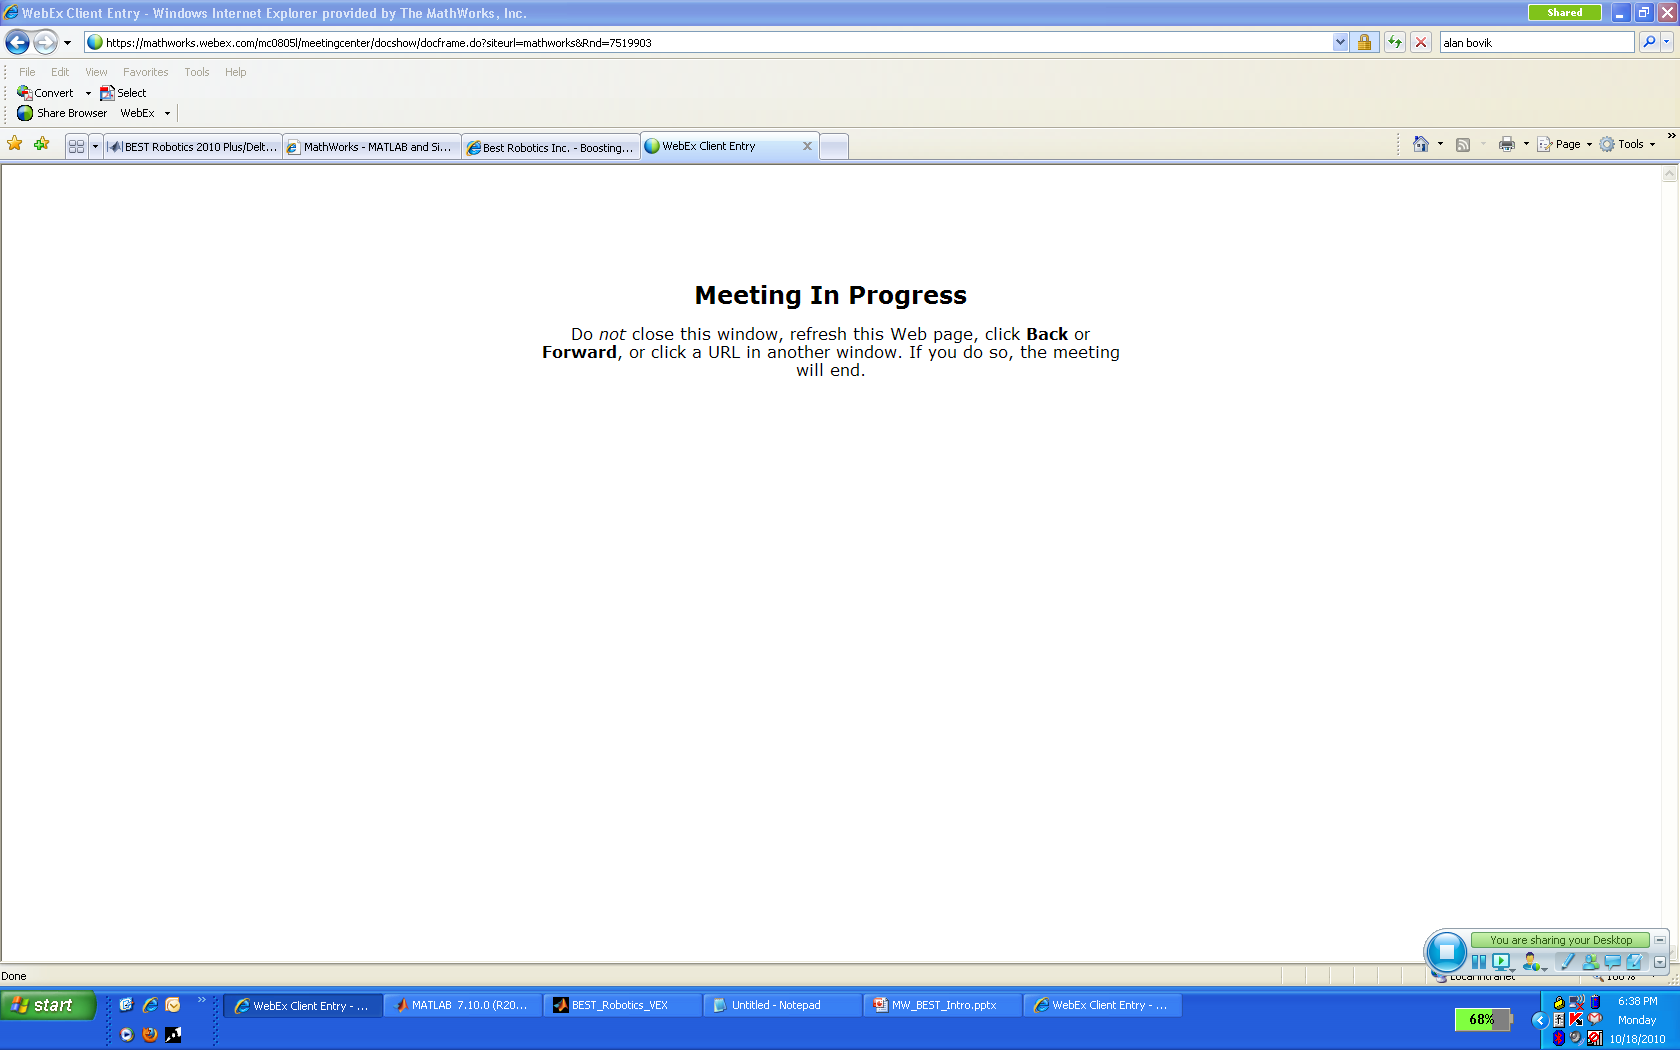 WebEx Client Entry - Windows Internet Explorer provided by The MathWorks, Inc.
Shared
https://mathworks.webex.com/mc0805l/meetingcenter/docshow/docframe.do?siteurl=mathworks&Rnd=7519903
alan bovik
File Edit View Favorites Tools Help
Convert Select
Share Browser WebEx
BEST Robotics 2010 Plus/Delt... MathWorks - MATLAB and Si... Best Robotics Inc. - Boosting... WebEx Client Entry
Page Tools
Meeting In Progress
Do not close this window, refresh this Web page, click Back or
Forward, or click a URL in another window. If you do so, the meeting
will end.
You are sharing your Desktop
Done
Local intranet 100%
start
WebEx Client Entry - ... MATLAB 7.10.0 (R20... BEST_Robotics_VEX Untitled - Notepad MW_BEST_Intro.pptx WebEx Client Entry - ...
68%
6:38 PM
Monday
10/18/2010